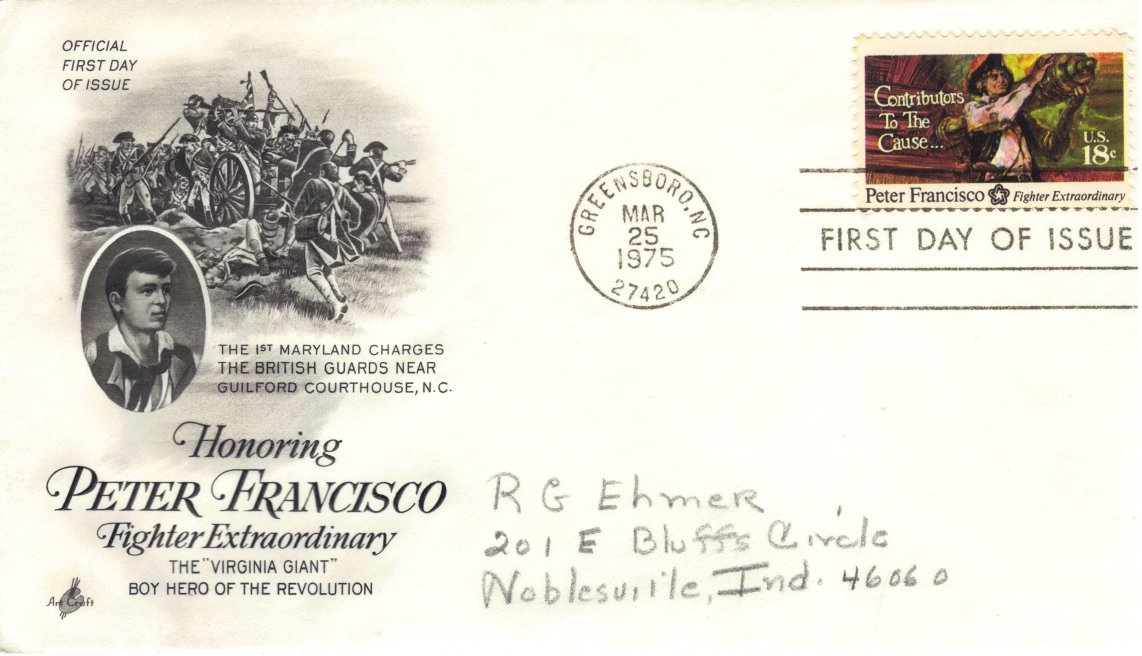 OFFICIAL
FIRST DAY
OF ISSUE
THE 1ST MARYLAND CHARGES
THE BRITISH GUARDS NEAR
GUILFORD COURTHOUSE, N.C.
Honoring
PETER FRANCISCO
Fighter Extraordinary
THE "VIRGINIA GIANT"
BOY HERO OF THE REVOLUTION
Art Craft
GREENSBORO, NC
MAR
25
1975
27420
Contributors
To The
Cause...
U.S.
18c
Peter Francisco Fighter Extraordinary
FIRST DAY OF ISSUE
R G Ehmer
201 E Bluffs Circle
Noblesville, Ind. 46060